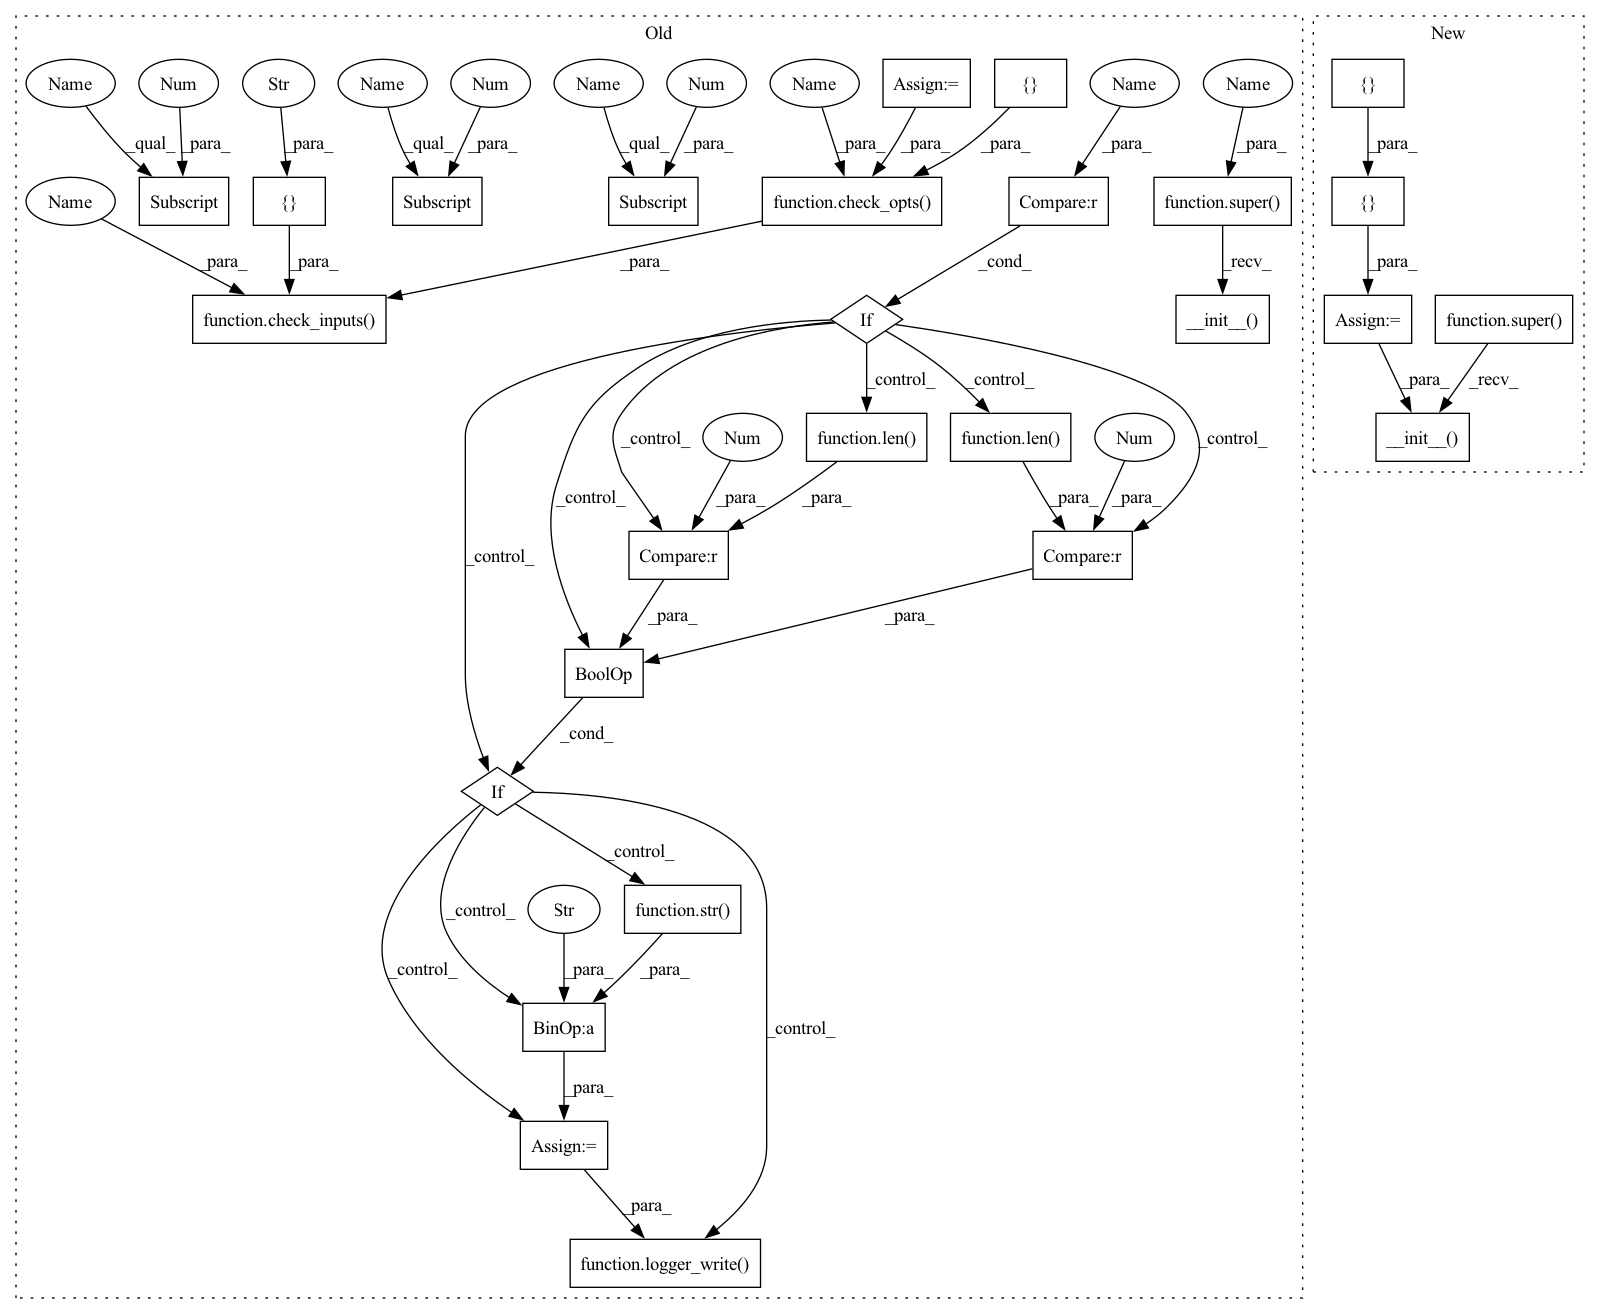 Old
New
Name
Num
Str
Name
Num
Name
Num
Name
Assign:=
{}
Name
Name
{}
_qual_
_para_
_para_
_qual_
_para_
_qual_
_para_
_para_
_para_
_para_
_para_
_para_
_para_
Name
Subscript
{}
Subscript
Subscript
function.check_opts()
Compare:r
function.super()
{}
_para_
_para_
_para_
_cond_
_recv_
_para_
function.check_inputs()
If
__init__()
Assign:=
function.super()
_control_
_control_
_para_
_recv_
_control_
Num
function.len()
function.len()
Num
_control_
__init__()
_control_
_para_
_para_
_para_
_para_
_control_
Compare:r
Compare:r
_para_
_para_
BoolOp
_cond_
If
_control_
_control_
Str
function.str()
_control_
_para_
_para_
BinOp:a
_control_
_para_
Assign:=
_para_
function.logger_write()